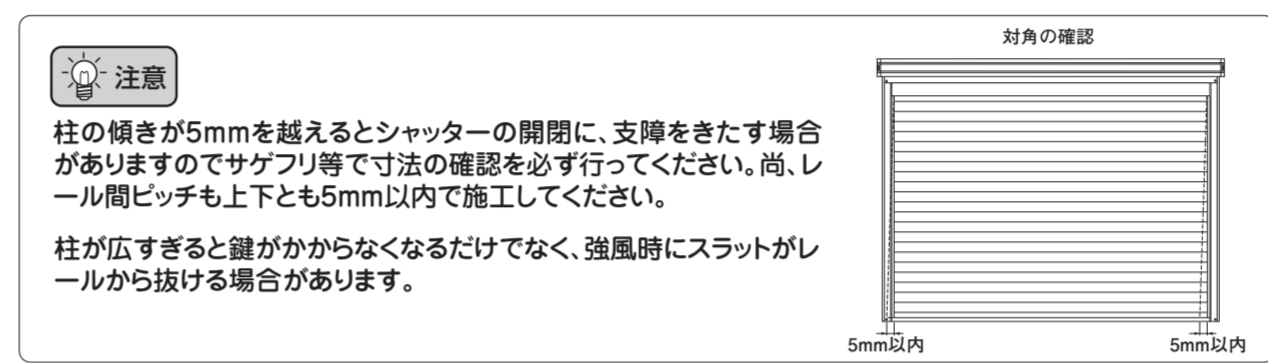 注意
柱の傾きが5mmを越えるとシャッターの開閉に、支障をきたす場合
がありますのでサゲフリ等で寸法の確認を必ず行ってください。尚、レ
ール間ピッチも上下とも5mm以内で施工してください。
柱が広すぎると鍵がかからなくなるだけでなく、強風時にスラットがレ
ールから抜ける場合があります。
対角の確認
5mm以内
5mm以内